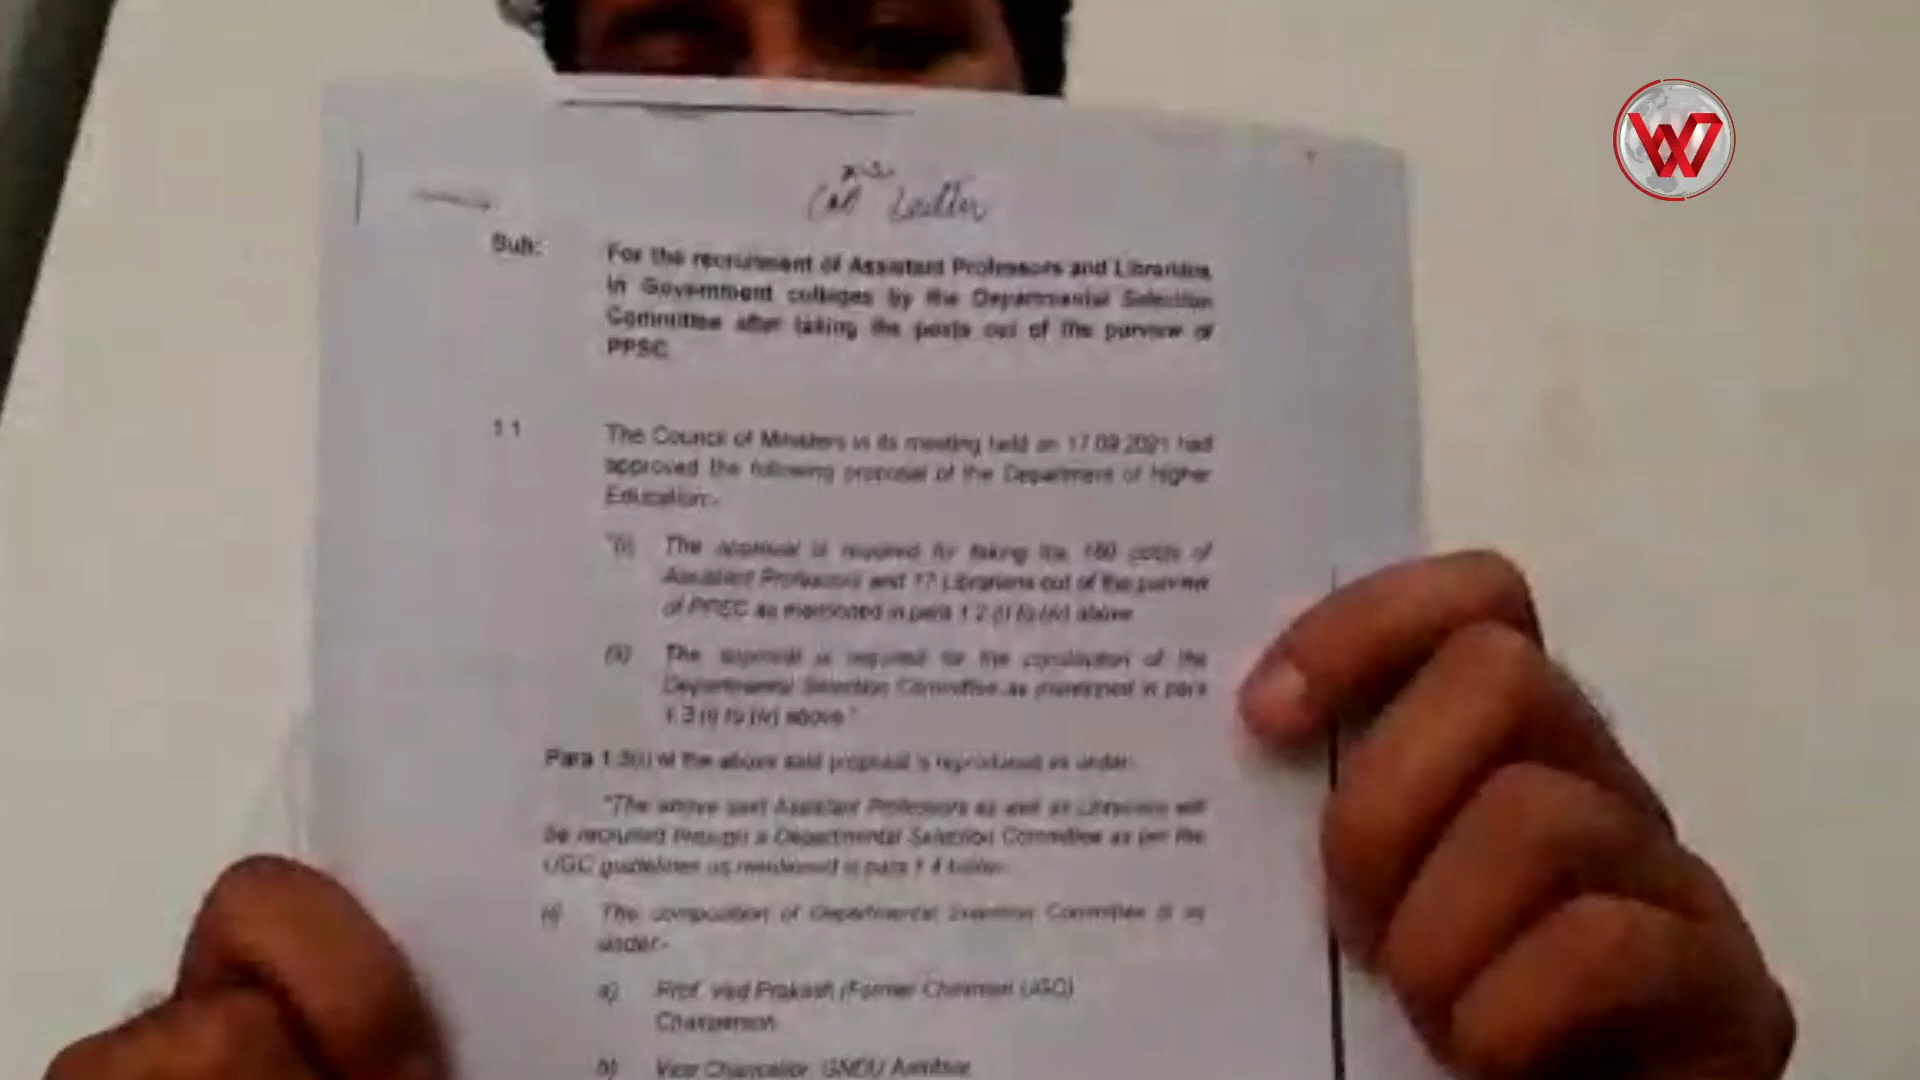 Sub: For the recruitment of Assistant Professors and Librarians
in Government colleges by the Departmental Selection
Committee after taking the posts out of the purview of
PPSC
1.1 The Council of Ministers in its meeting held on 17.09.2021 had
approved the following proposal of the Department of Higher
Education:-
"(i) The approval is required for taking the 160 posts of
Assistant Professors and 17 Librarians out of the purview
of PPSC as mentioned in para 1.2 (i) to (iv) above
(ii) The approval is required for the constitution of the
Departmental Selection Committee as mentioned in para
1.3 (i) to (iv) above."
Para 1.3(i) of the above said proposal is reproduced as under:
"The above said Assistant Professors as well as Librarians will
be recruited through a Departmental Selection Committee as per the
UGC guidelines as mentioned in para 1.4 below
The composition of Departmental Selection Committee is as
under:-
a) Prof. Ved Prakash (Former Chairman UGC)
Chairperson
b) Vice Chancellor, GNDU Amritsar
W